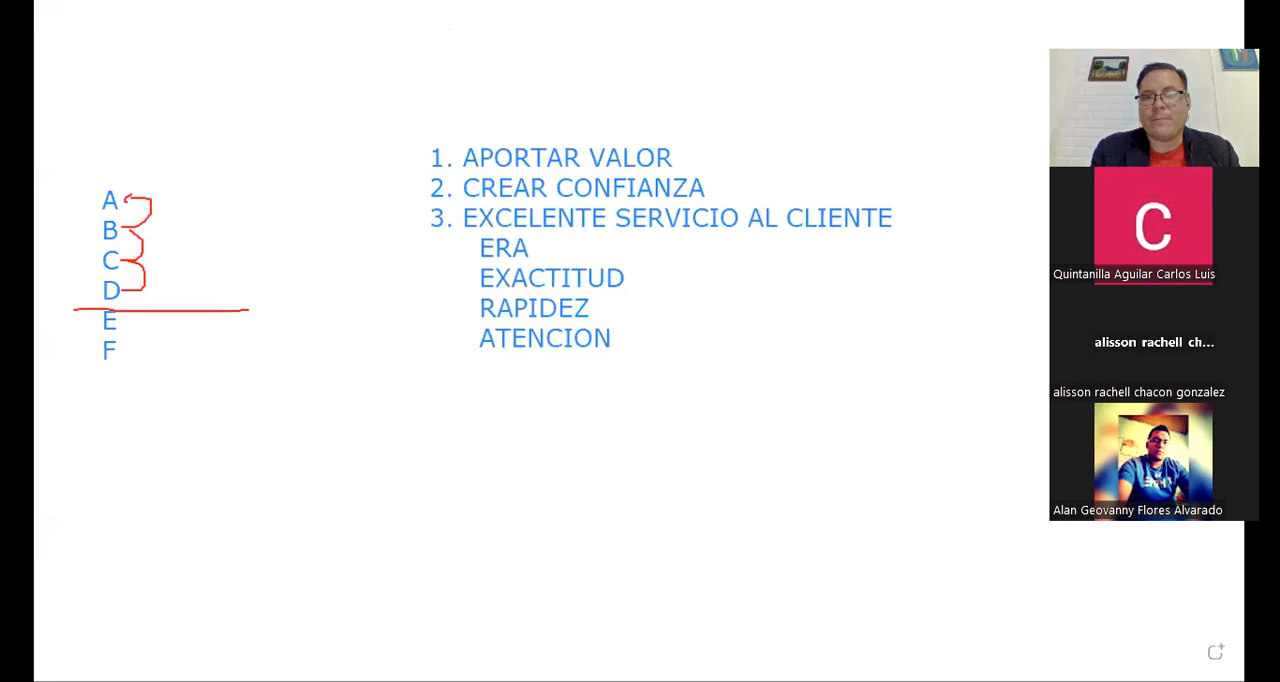 A
B
C
D
E
F
1. APORTAR VALOR
2. CREAR CONFIANZA
3. EXCELENTE SERVICIO AL CLIENTE
ERA
EXACTITUD
RAPIDEZ
ATENCION
C
Quintanilla Aguilar Carlos Luis
alisson rachell ch...
alisson rachell chacon gonzalez
Alan Geovanny Flores Alvarado